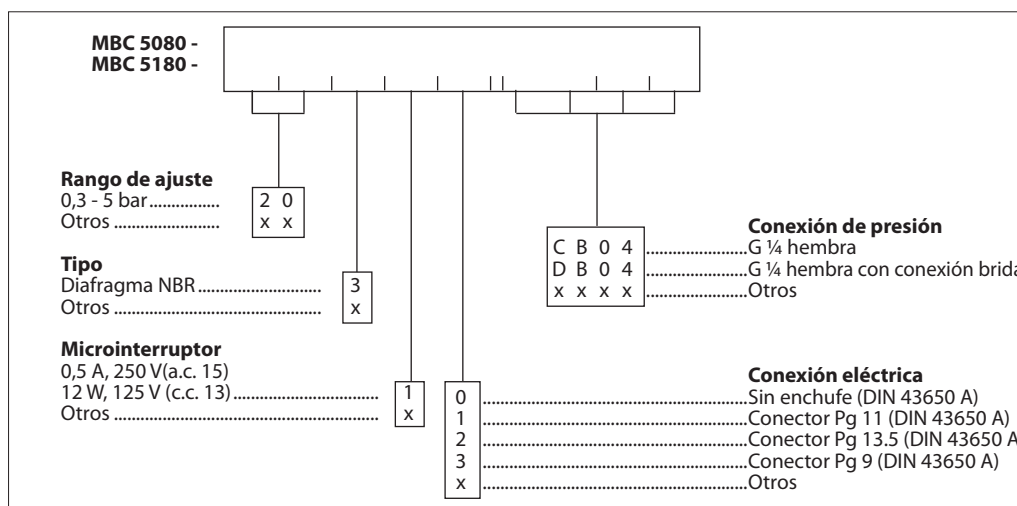 MBC 5080 -
MBC 5180 -
Rango de ajuste
0,3 - 5 bar................ 2 0
Otros ....................... x x
Tipo
Diafragma NBR.......................... 3
Otros ............................................. x
Microinterruptor
0,5 A, 250 V(a.c. 15)
12 W, 125 V (c.c. 13)............................... 1
Otros ......................................................... x
Conexión de presión
C B 0 4 .....................G ¼ hembra
D B 0 4 .....................G ¼ hembra con conexión brida
x x x x .....................Otros
Conexión eléctrica
0 ........................................................Sin enchufe (DIN 43650 A)
1 ........................................................Conector Pg 11 (DIN 43650 A)
2 ........................................................Conector Pg 13.5 (DIN 43650 A
3 ........................................................Conector Pg 9 (DIN 43650 A)
x ........................................................Otros